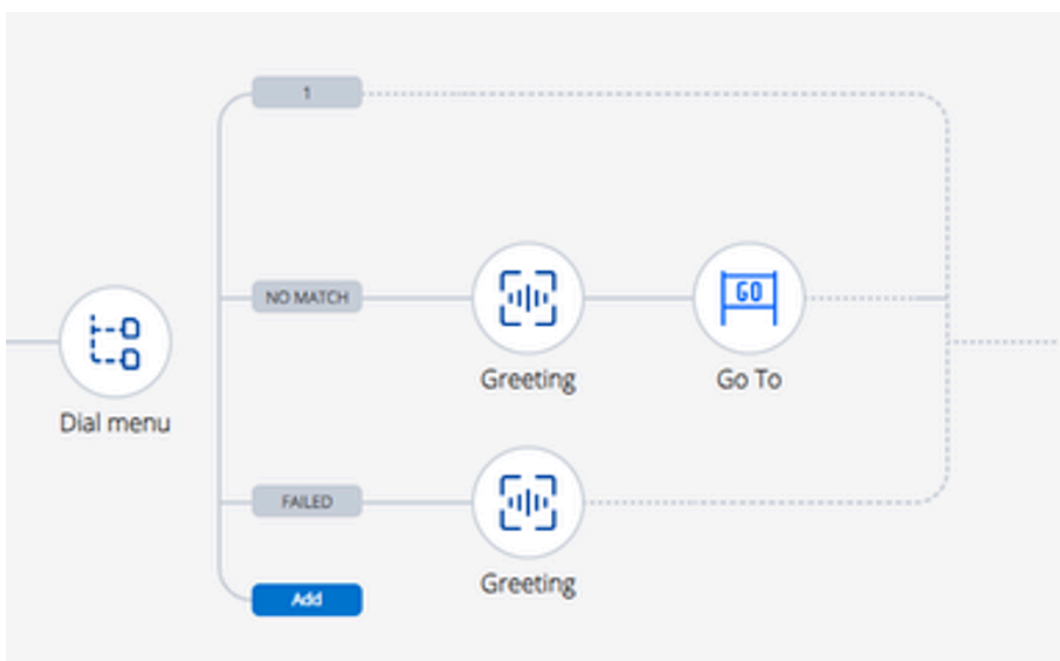 1
NO MATCH
GO
Greeting
Go To
Dial menu
FAILED
Greeting
Add